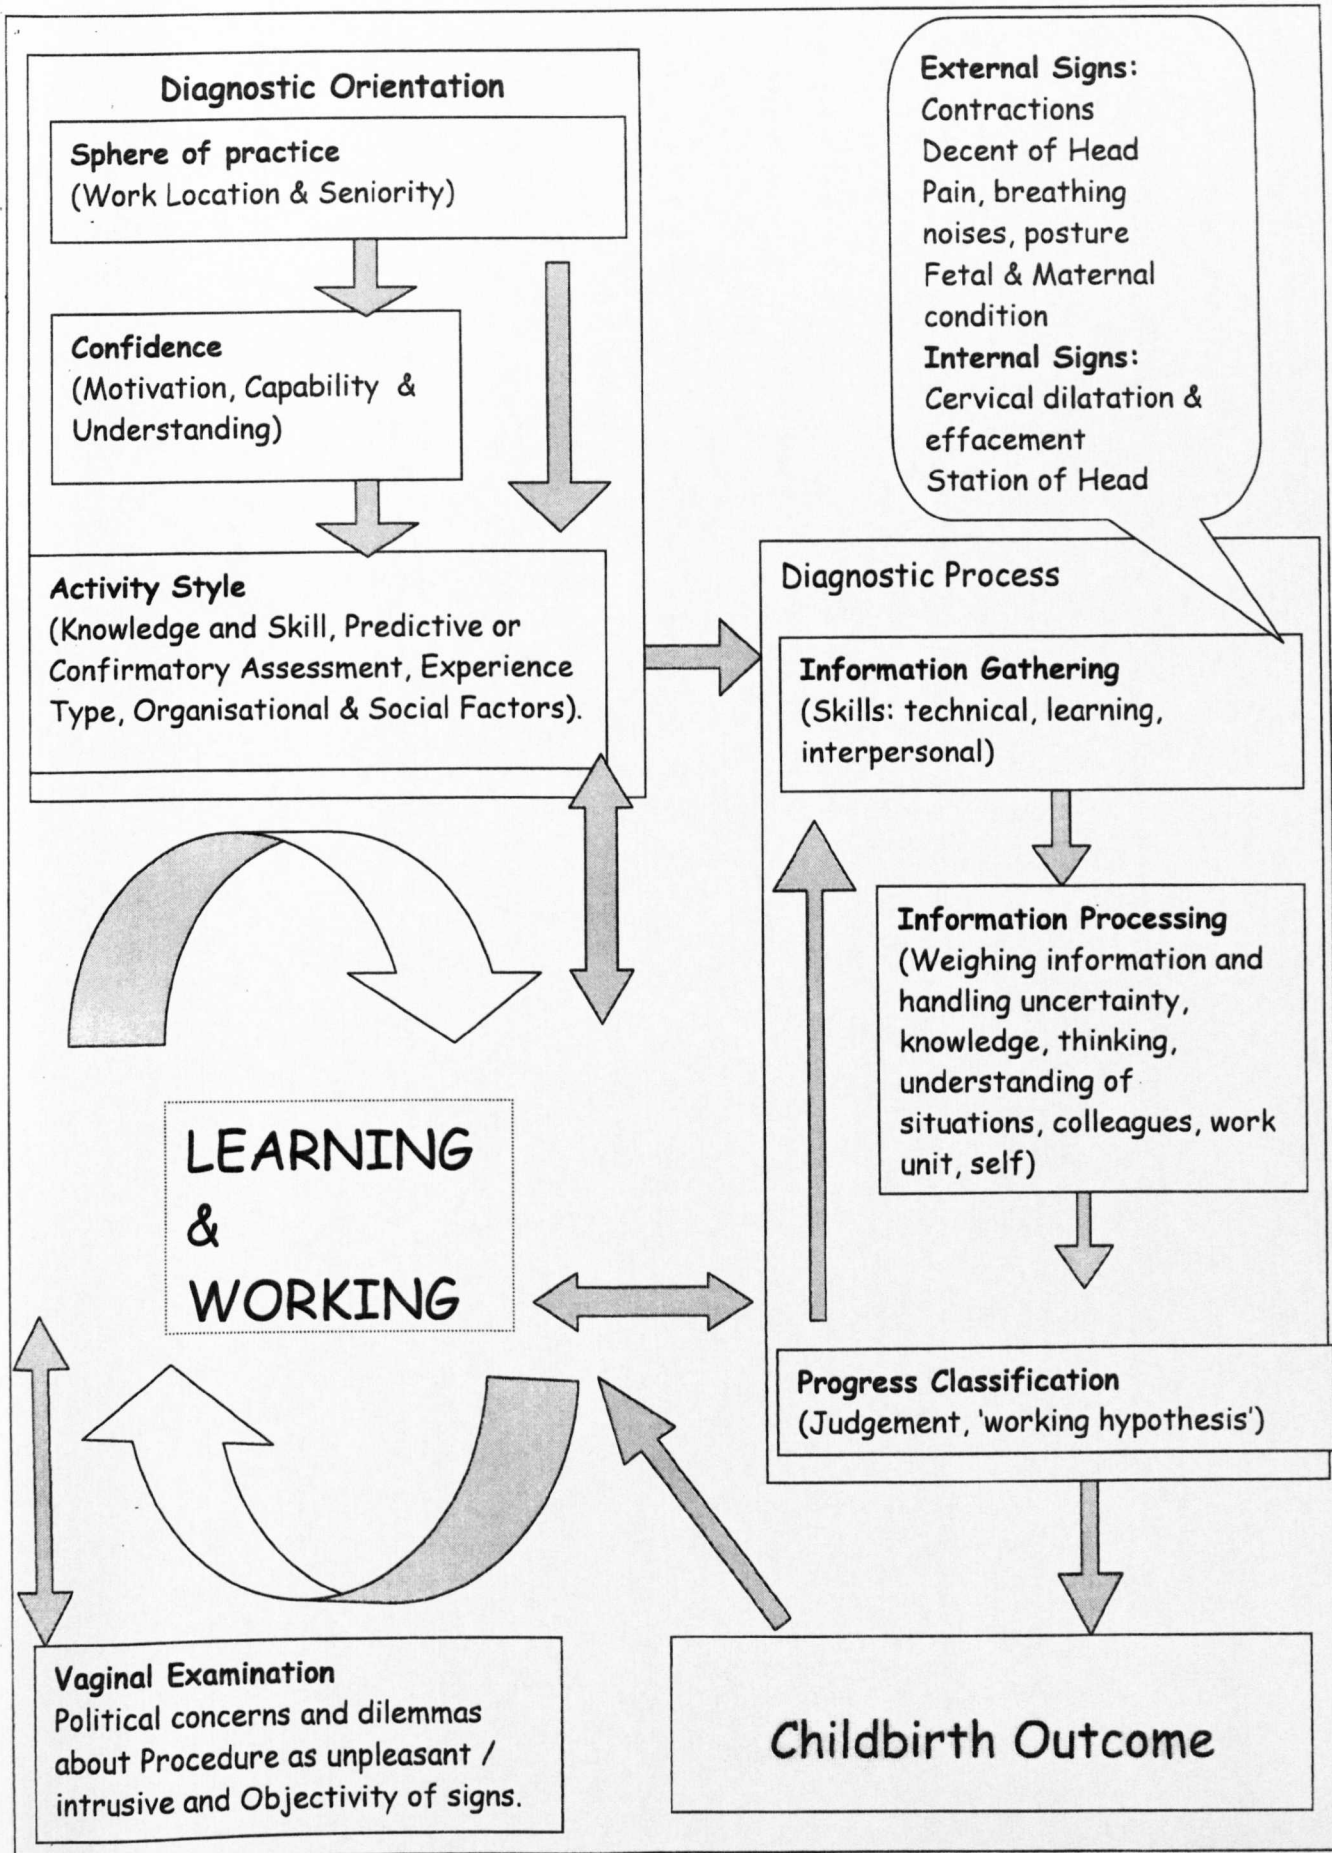 Diagnostic Orientation
Sphere of practice
(Work Location & Seniority)
Confidence
(Motivation, Capability &
Understanding)
Activity Style
(Knowledge and Skill, Predictive or
Confirmatory Assessment, Experience
Type, Organisational & Social Factors).
External Signs:
Contractions
Decent of Head
Pain, breathing
noises, posture
Fetal & Maternal
condition
Internal Signs:
Cervical dilatation &
effacement
Station of Head
Diagnostic Process
Information Gathering
(Skills: technical, learning,
interpersonal)
Information Processing
(Weighing information and
handling uncertainty,
knowledge, thinking,
understanding of
situations, colleagues, work
unit, self)
Progress Classification
(Judgement, 'working hypothesis')
LEARNING
&
WORKING
Vaginal Examination
Political concerns and dilemmas
about Procedure as unpleasant /
intrusive and Objectivity of signs.
Childbirth Outcome